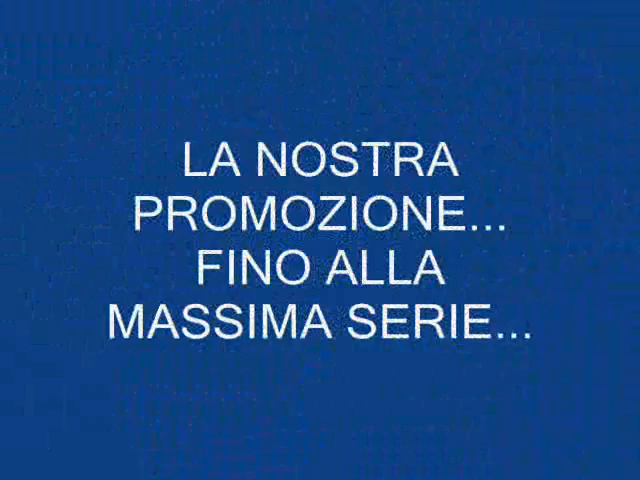 LA NOSTRA
PROMOZIONE...
FINO ALLA
MASSIMA SERIE...